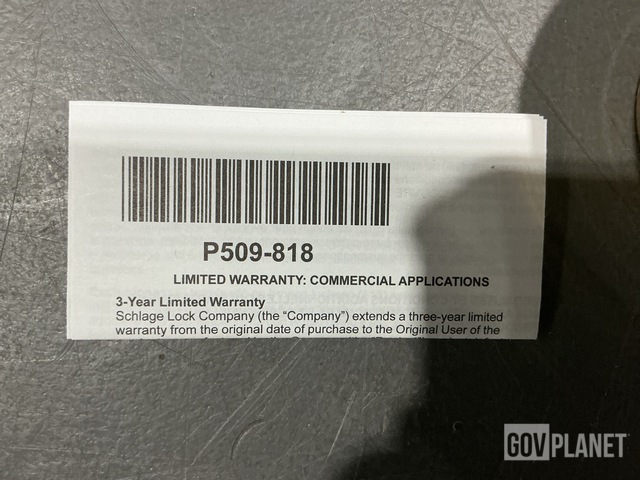 P509-818
LIMITED WARRANTY: COMMERCIAL APPLICATIONS
3-Year Limited Warranty
Schlage Lock Company (the “Company”) extends a three-year limited
warranty from the original date of purchase to the Original User of the
GOVPLANET